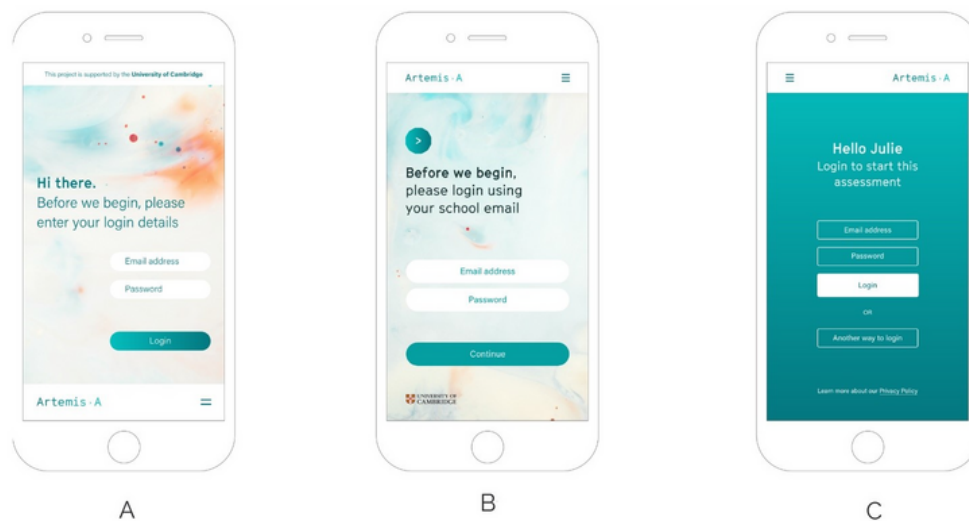 This project is supported by the University of Cambridge
Hi there.
Before we begin, please
enter your login details
Email address
Password
Login
Artemis · A
A
Artemis · A
>
Before we begin,
please login using
your school email
Email address
Password
Continue
UNIVERSITY OF
CAMBRIDGE
B
Artemis · A
Hello Julie
Login to start this
assessment
Email address
Password
Login
OR
Another way to login
Learn more about our Privacy Policy
C